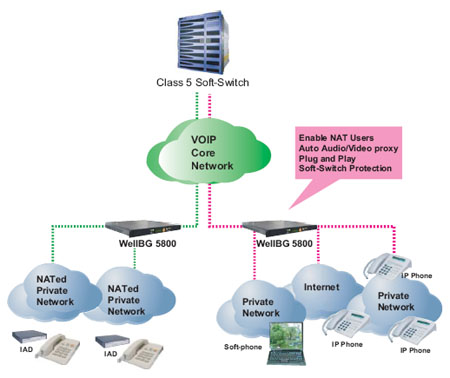 Class 5 Soft-Switch
VOIP
Core
Network
Enable NAT Users
Auto Audio/Video proxy
Plug and Play
Soft-Switch Protection
WellBG 5800
WellBG 5800
NATed
Private
Network
NATed
Private
Network
IAD
IAD
Private
Network
Internet
Private
Network
IP Phone
Soft-phone
IP Phone
IP Phone